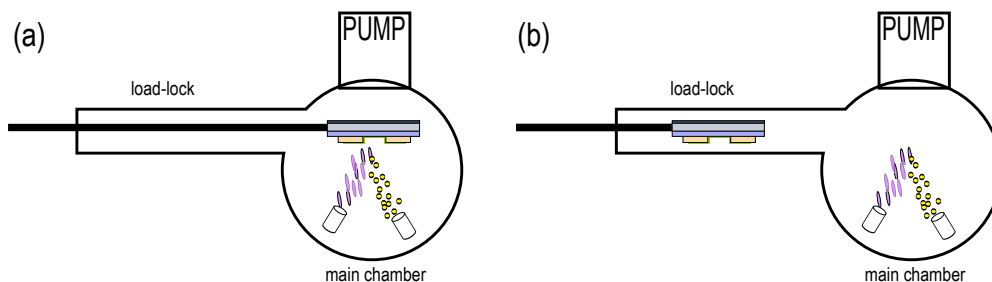 (a)
PUMP
load-lock
main chamber
(b)
PUMP
load-lock
main chamber